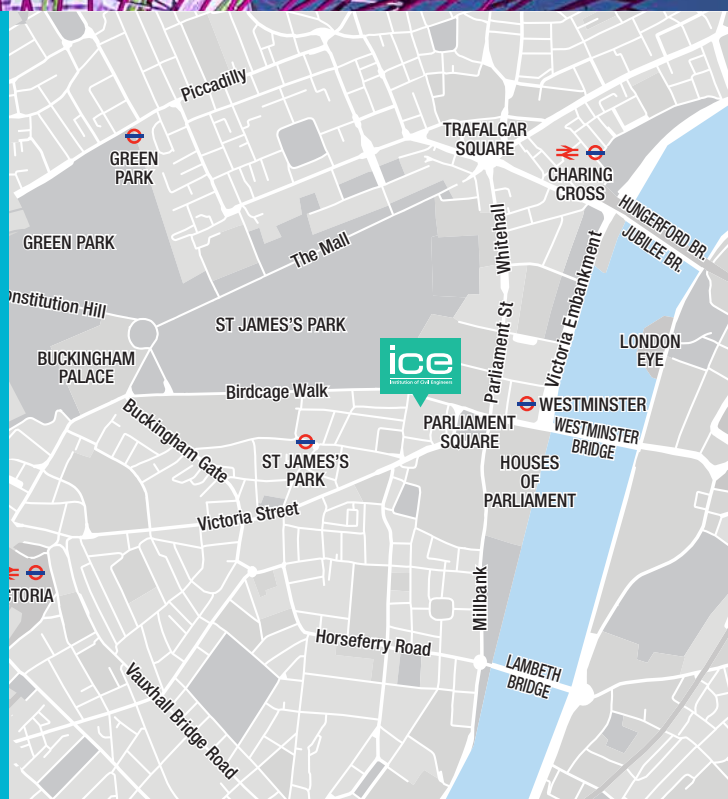 Piccadilly
TRAFALGAR
SQUARE
GREEN
PARK
CHARING
CROSS
HUNGERFORD BR.
JUBILEE BR.
GREEN PARK
The Mall
Whitehall
onstitution Hill
ST JAMES'S PARK
Victoria Embankment
Parliament St
LONDON
EYE
BUCKINGHAM
PALACE
ice
Institution of Civil Engineers
Birdcage Walk
WESTMINSTER
Buckingham Gate
PARLIAMENT
SQUARE
WESTMINSTER
BRIDGE
ST JAMES'S
PARK
HOUSES
OF
PARLIAMENT
Victoria Street
CTORIA
Millbank
Horseferry Road
LAMBETH
BRIDGE
Vauxhall Bridge Road